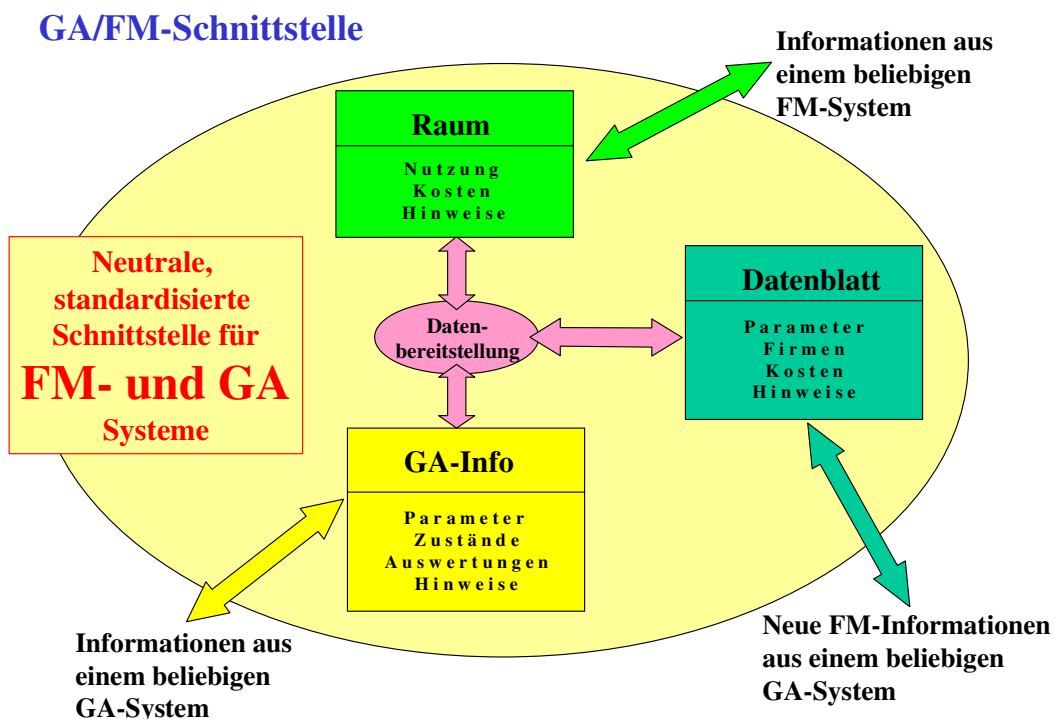 GA/FM-Schnittstelle
Informationen aus
einem beliebigen
FM-System
Raum
Nutzung
Kosten
Hinweise
Neutrale,
standardisierte
Schnittstelle für
FM- und GA
Systeme
Datenblatt
Parameter
Firmen
Kosten
Hinweise
Daten-
bereitstellung
GA-Info
Parameter
Zustände
Auswertungen
Hinweise
Informationen aus
einem beliebigen
GA-System
Neue FM-Informationen
aus einem beliebigen
GA-System